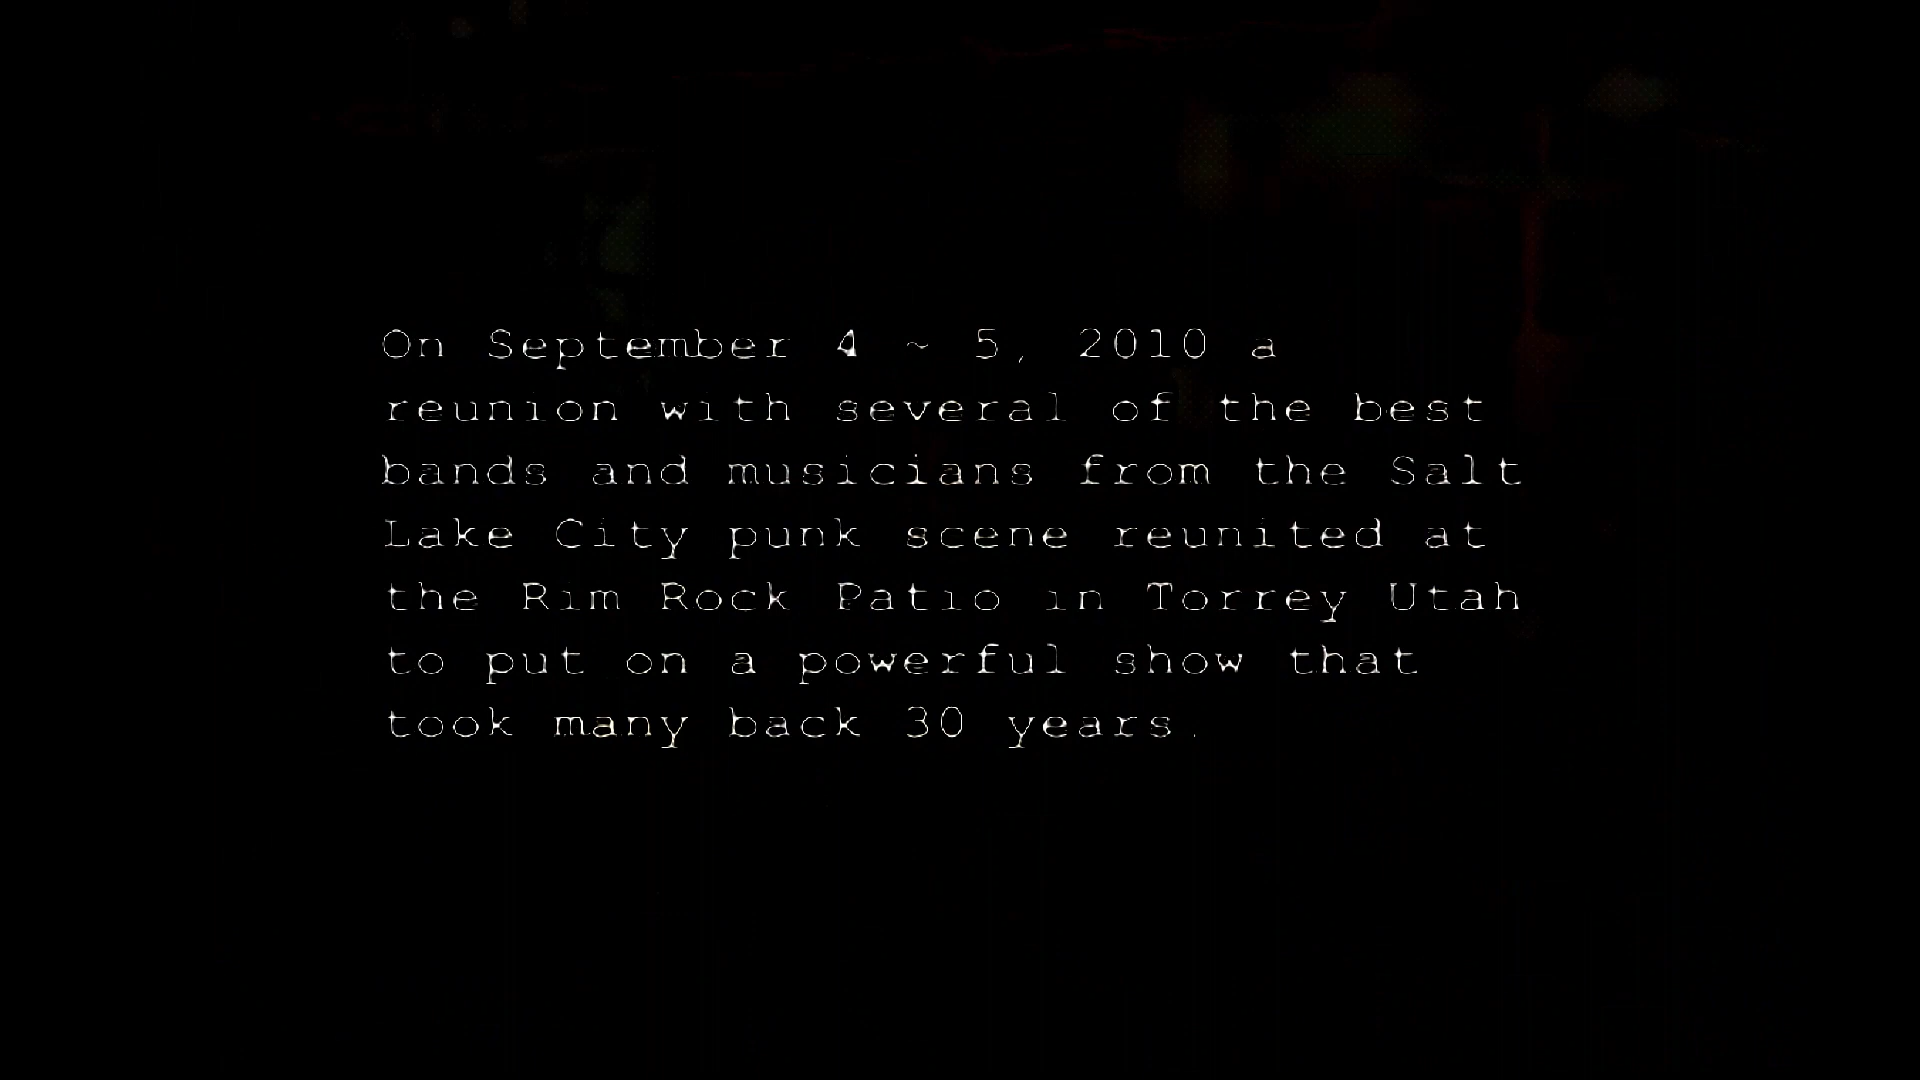 On September 4 ~ 5, 2010 a
reunion with several of the best
bands and musicians from the Salt
Lake City punk scene reunited at
the Rim Rock Patio in Torrey Utah
to put on a powerful show that
took many back 30 years.